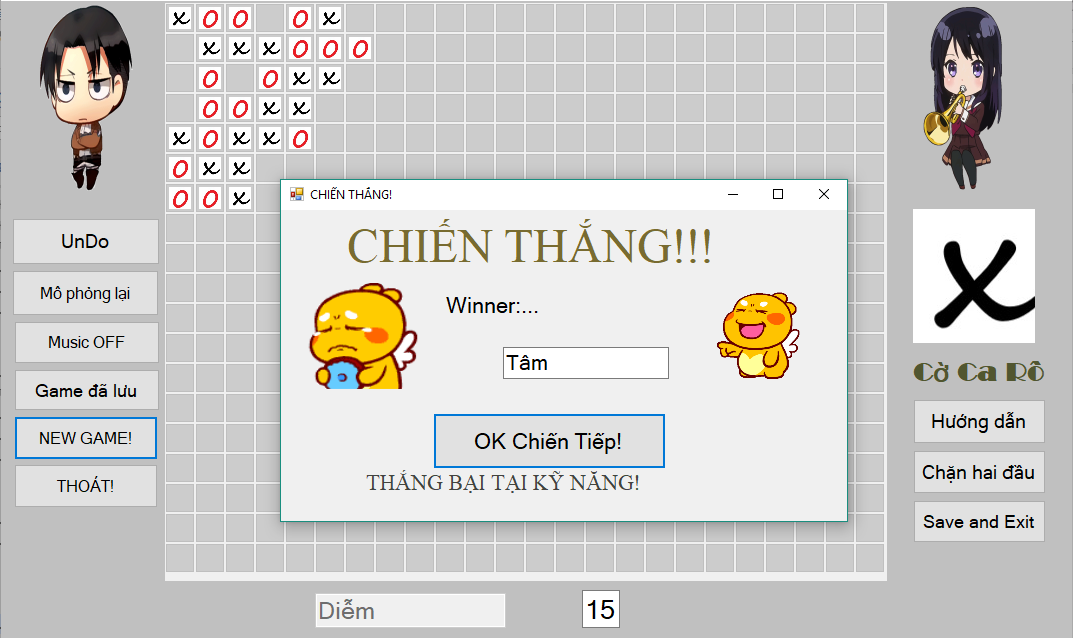 x O O O x
x x x O O O
O O x x
O O x x
x O x x O
O x x
O O x
UnDo
Mô phỏng lại
Music OFF
Game đã lưu
NEW GAME!
THOÁT!
CHIẾN THẮNG!
CHIẾN THẮNG!!!
Winner:...
Tâm
OK Chiến Tiếp!
THẮNG BẠI TẠI KỸ NĂNG!
x
Cờ Ca Rô
Hướng dẫn
Chặn hai đầu
Save and Exit
Diễm
15